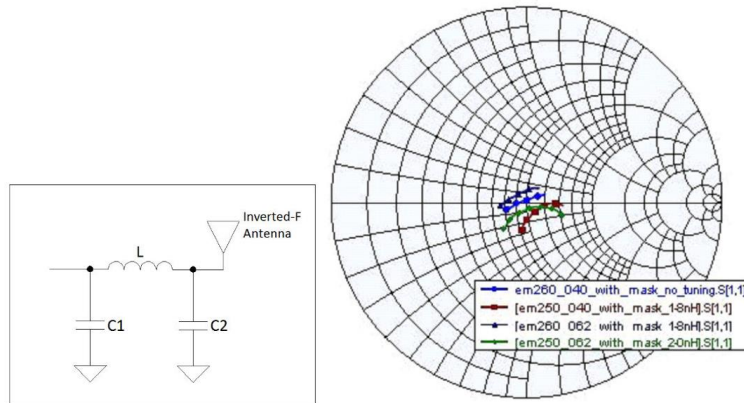 Inverted-F
Antenna
L
C1
C2
em260_040_with_mask_no_tuning.S[1,1]
[em250_040_with_mask_1-8nH].S[1,1]
[em260_062_with_mask_1-8nH].S[1,1]
[em250_062_with_mask_2-0nH].S[1,1]